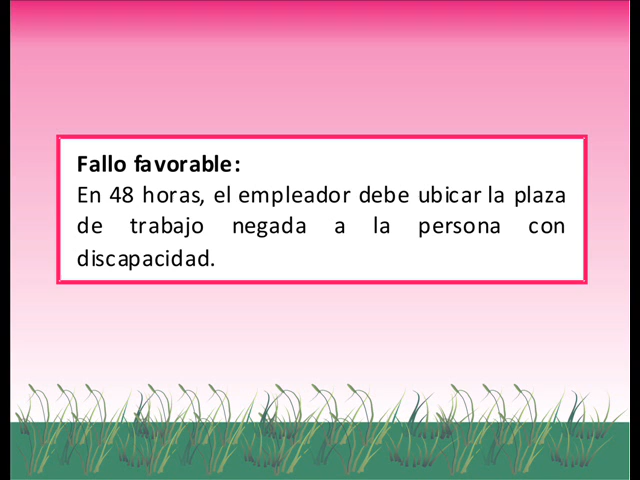 Fallo favorable:
En 48 horas, el empleador debe ubicar la plaza
de trabajo negada a la persona con
discapacidad.